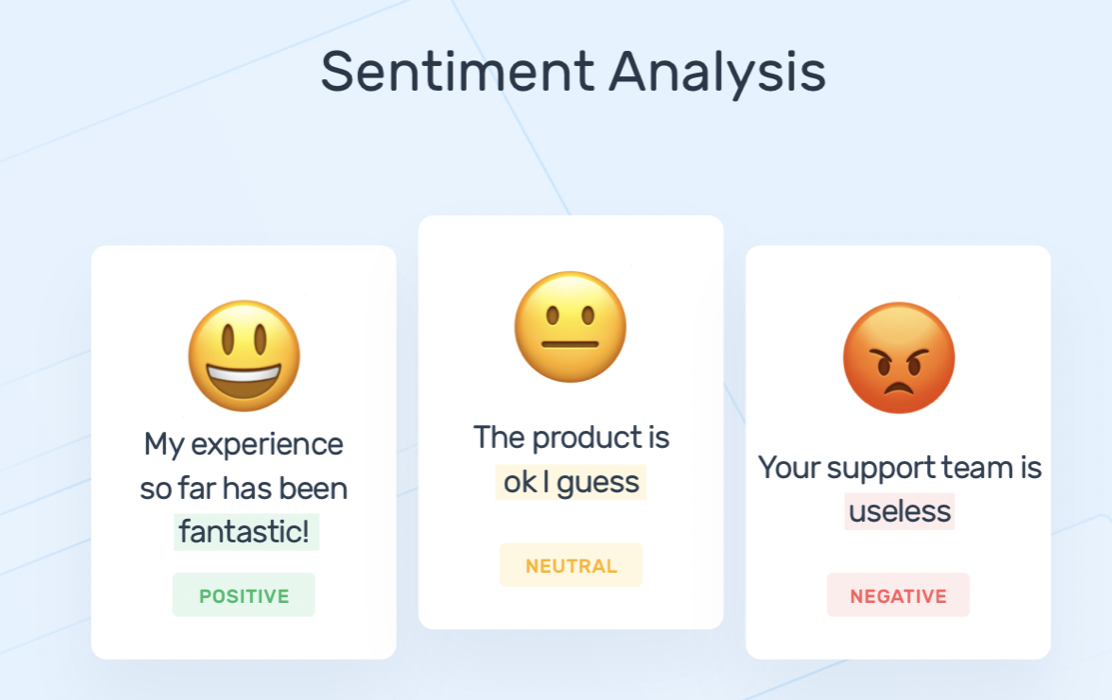 Sentiment Analysis
My experience
so far has been
fantastic!
POSITIVE
The product is
ok I guess
NEUTRAL
Your support team is
useless
NEGATIVE